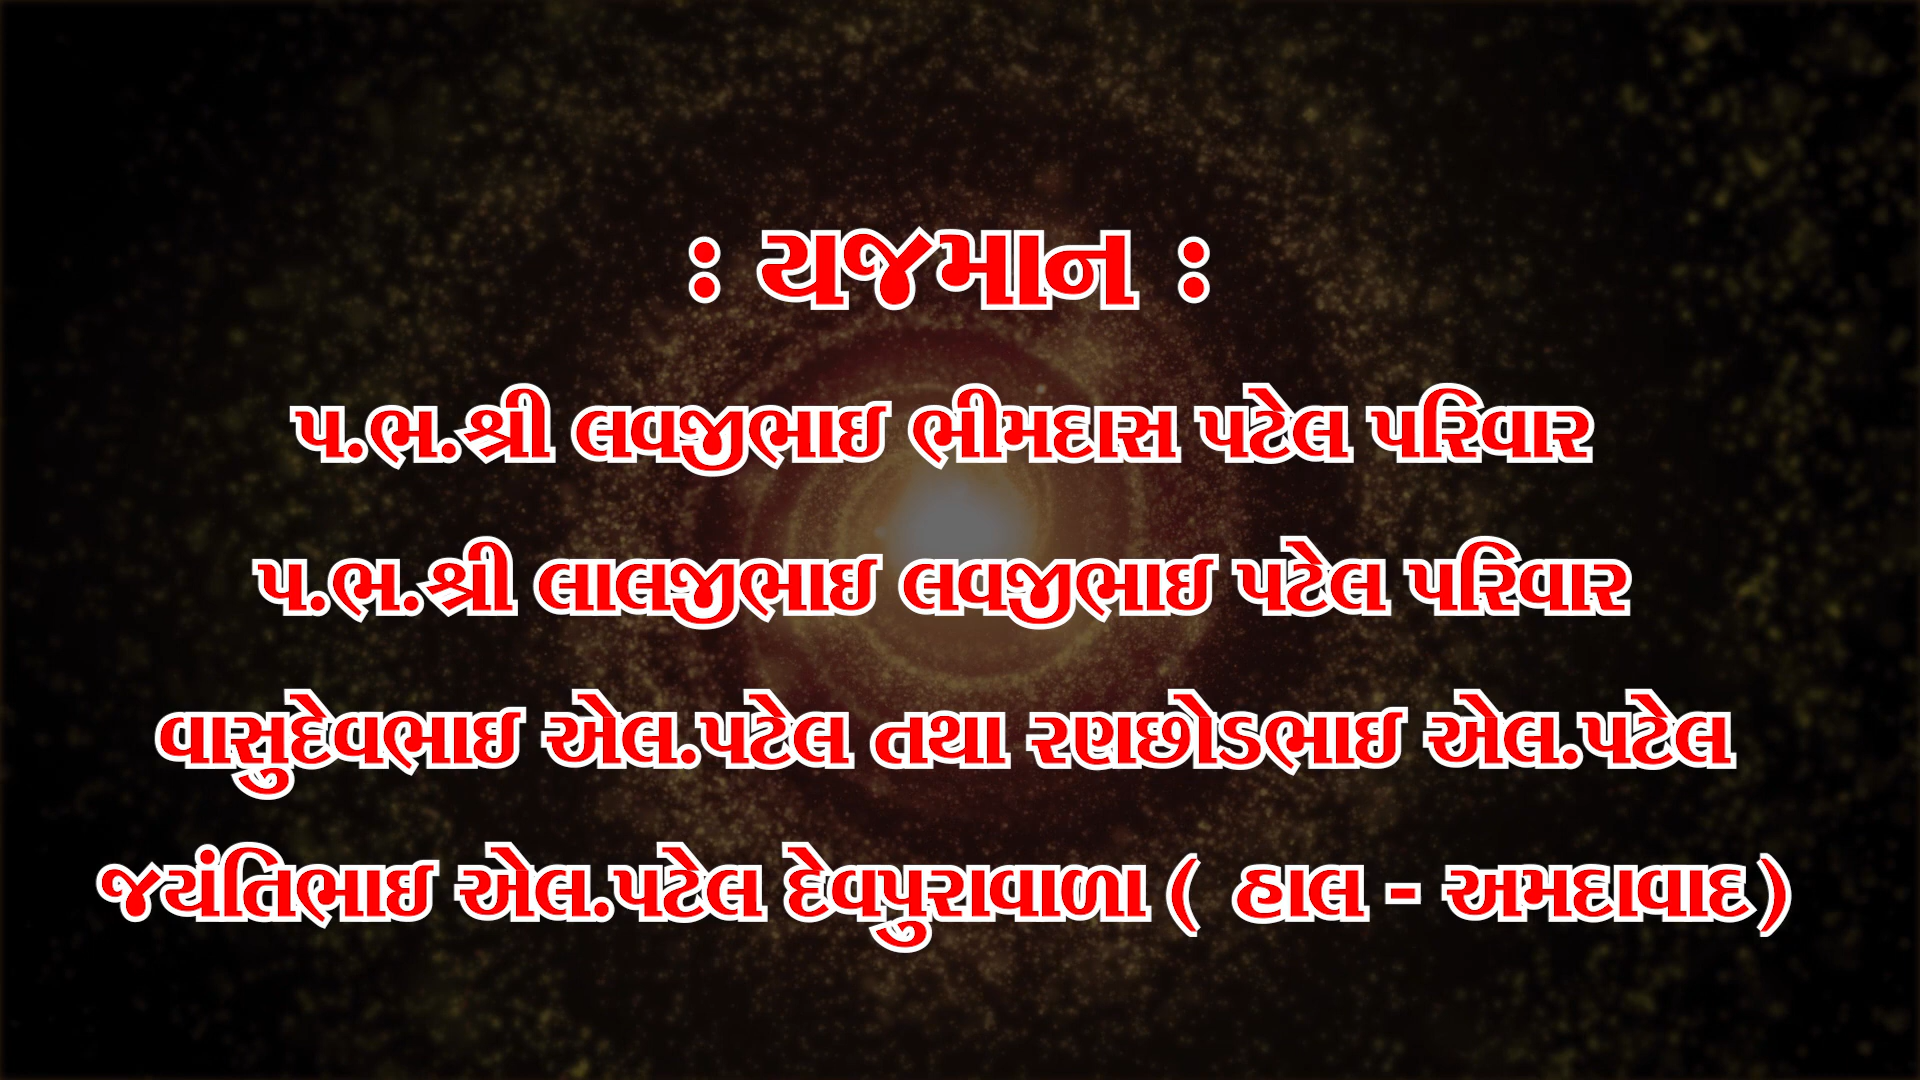 : યજમાન :
પ.ભ.શ્રી લવજીભાઇ ભીમદાસ પટેલ પરિવાર
પ.ભ.શ્રી લાલજીભાઇ લવજીભાઇ પટેલ પરિવાર
વાસુદેવભાઇ એલ.પટેલ તથા રણછોડભાઇ એલ.પટેલ
જયંતિભાઇ એલ.પટેલ દેવપુરાવાળા ( હાલ - અમદાવાદ)